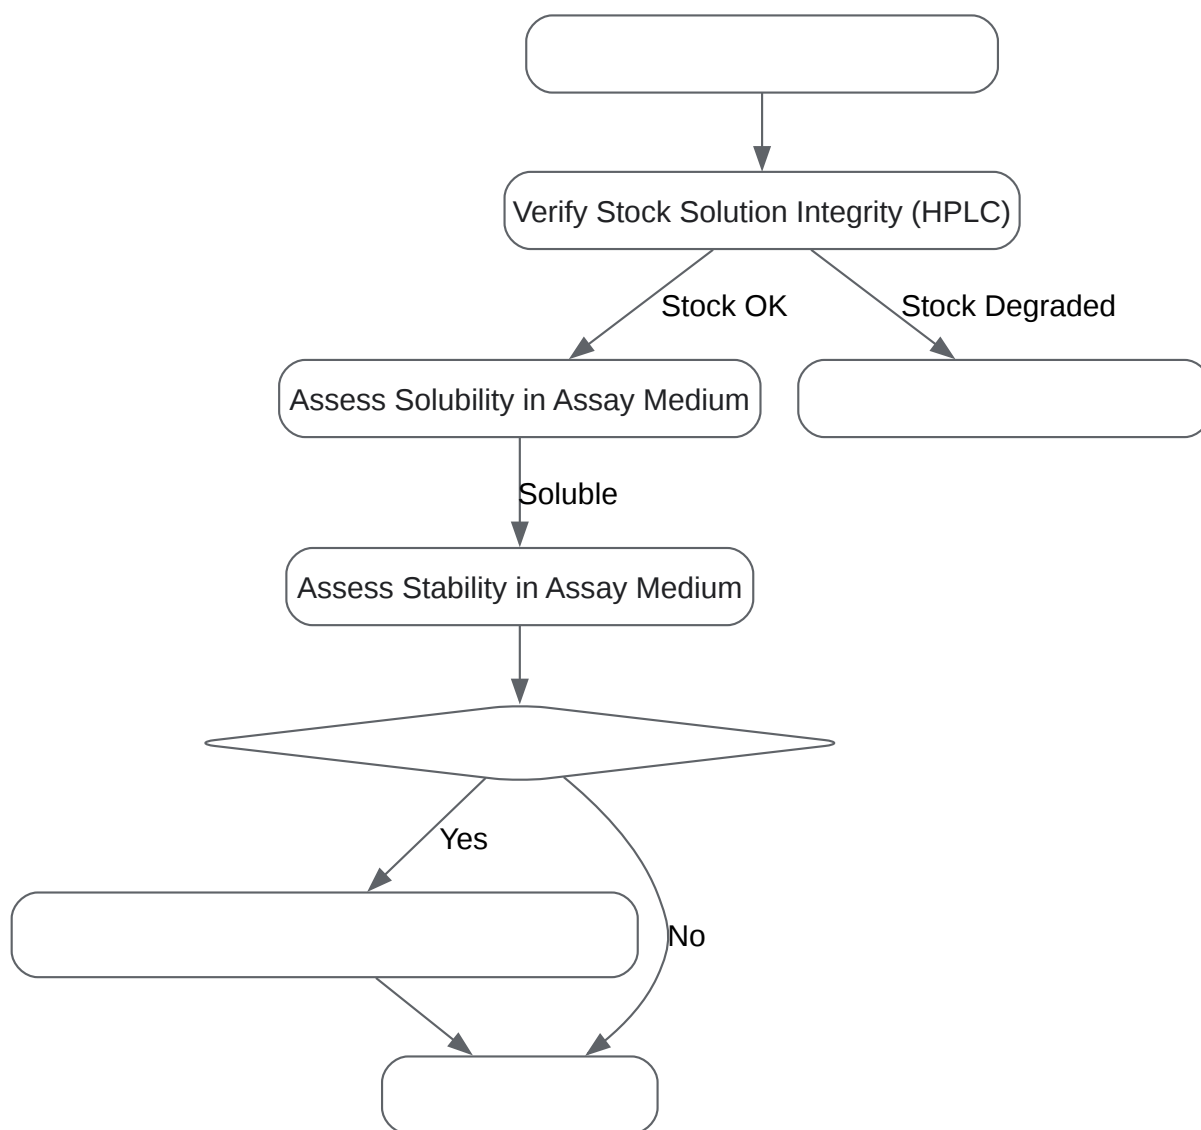 Verify Stock Solution Integrity (HPLC)
Stock OK
Stock Degraded
Assess Solubility in Assay Medium
Soluble
Assess Stability in Assay Medium
Yes
No